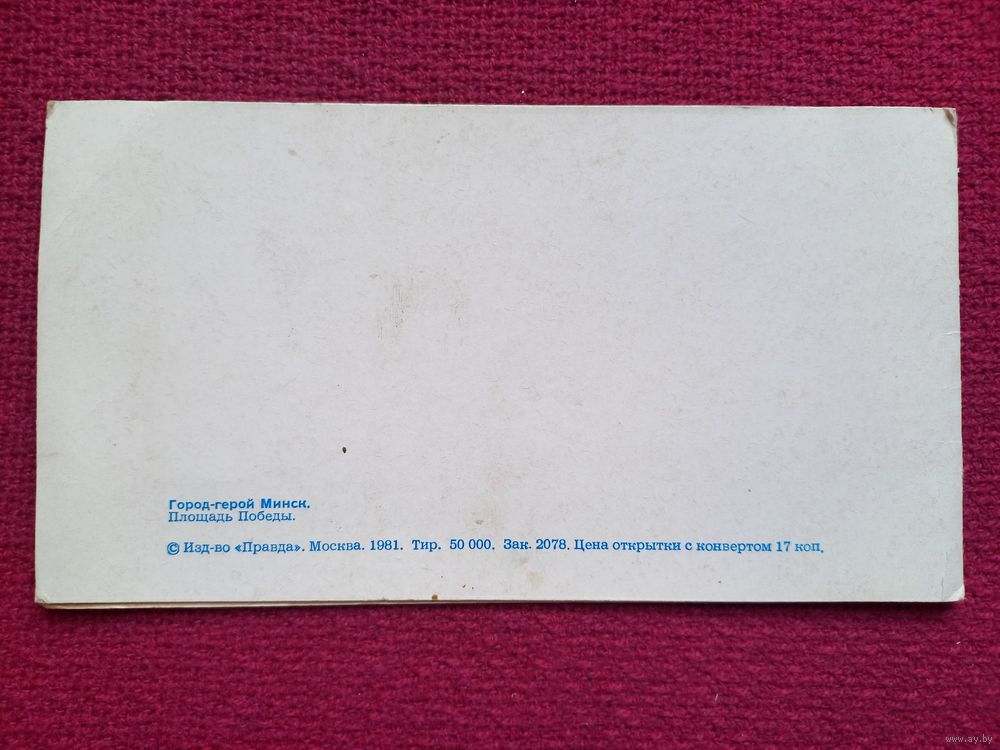 Город-герой Минск.
Площадь Победы.
© Изд-во «Правда». Москва. 1981. Тир. 50 000. Зак. 2078. Цена открытки с конвертом 17 коп.
www.ay.by